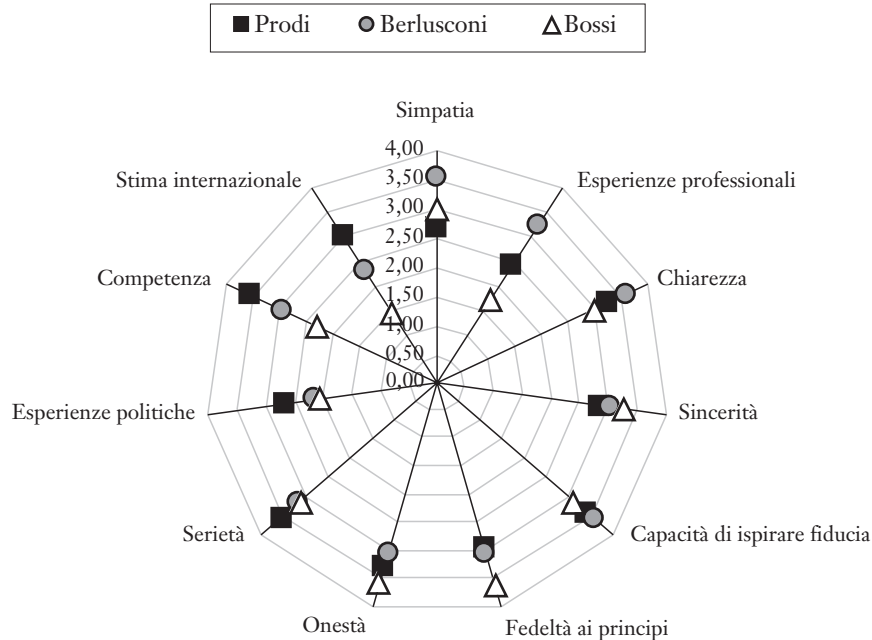 Prodi Berlusconi Bossi
Simpatia
4,00
3,50
3,00
2,50
2,00
1,50
1,00
0,50
0,00
Stima internazionale
Esperienze professionali
Competenza
Chiarezza
Esperienze politiche
Sincerità
Serietà
Capacità di ispirare fiducia
Onestà
Fedeltà ai principi